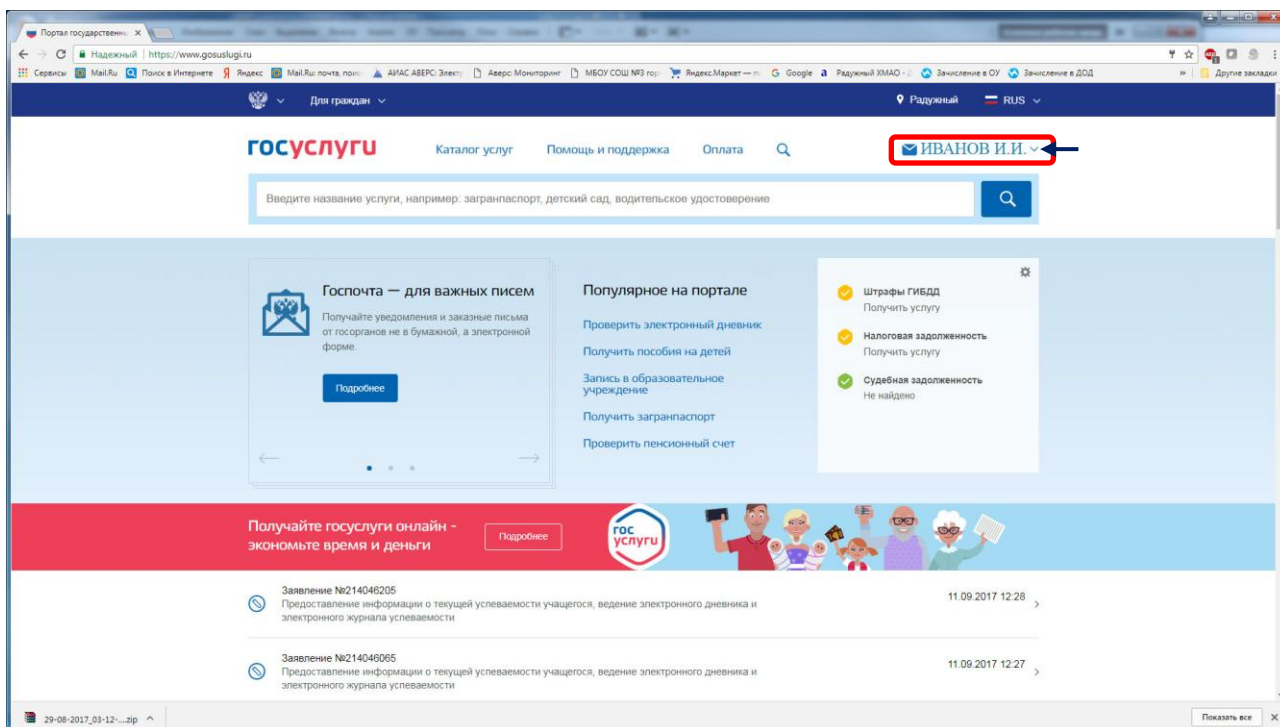 Портал государственны
Надежный | https://www.gosuslugi.ru
Сервисы Mail.Ru Поиск в Интернете Яндекс Mail.Ru: почта, поис АИАС АВЕРС: Элект Аверс: Мониторинг МБОУ СОШ №3 гор Яндекс.Маркет — п Google Радужный ХМАО - Зачисление в ОУ Зачисление в ДОД » Другие закладки
Для граждан Радужный RUS
госуслуги Каталог услуг Помощь и поддержка Оплата ИВАНОВ И.И.
Введите название услуги, например: загранпаспорт, детский сад, водительское удостоверение
Госпочта — для важных писем
Получайте уведомления и заказные письма
от госорганов не в бумажной, а электронной
форме.
Подробнее
Популярное на портале
Проверить электронный дневник
Получить пособия на детей
Запись в образовательное
учреждение
Получить загранпаспорт
Проверить пенсионный счет
Штрафы ГИБДД
Получить услугу
Налоговая задолженность
Получить услугу
Судебная задолженность
Не найдено
Получайте госуслуги онлайн -
экономьте время и деньги
Подробнее
гос
услуги
Заявление №214046205
Предоставление информации о текущей успеваемости учащегося, ведение электронного дневника и
электронного журнала успеваемости
11.09.2017 12:28
Заявление №214046065
Предоставление информации о текущей успеваемости учащегося, ведение электронного дневника и
электронного журнала успеваемости
11.09.2017 12:27
29-08-2017_03-12-....zip
Показать все